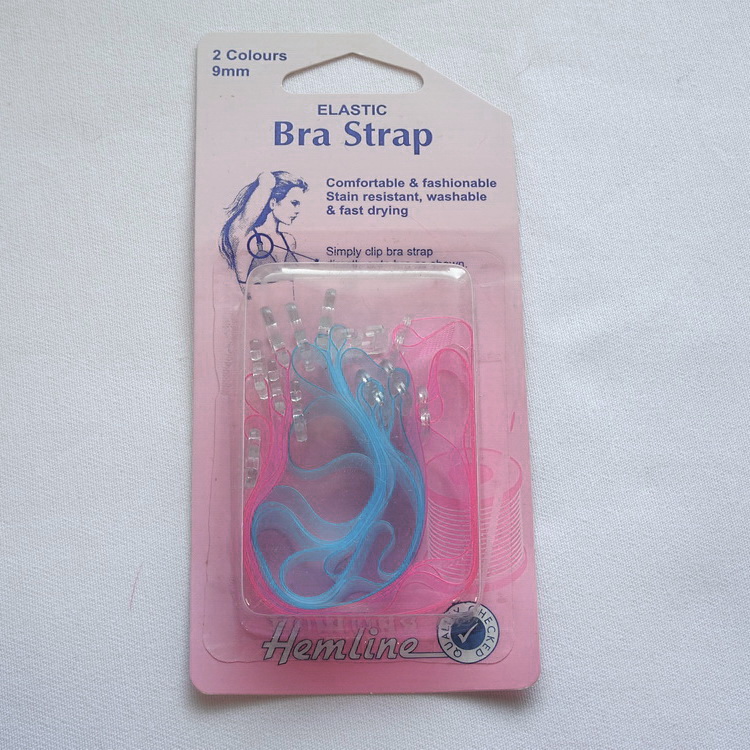 2 Colours
9mm
ELASTIC
Bra Strap
Comfortable & fashionable
Stain resistant, washable
& fast drying
Simply clip bra strap
Hemline
QUALITY CHECKED